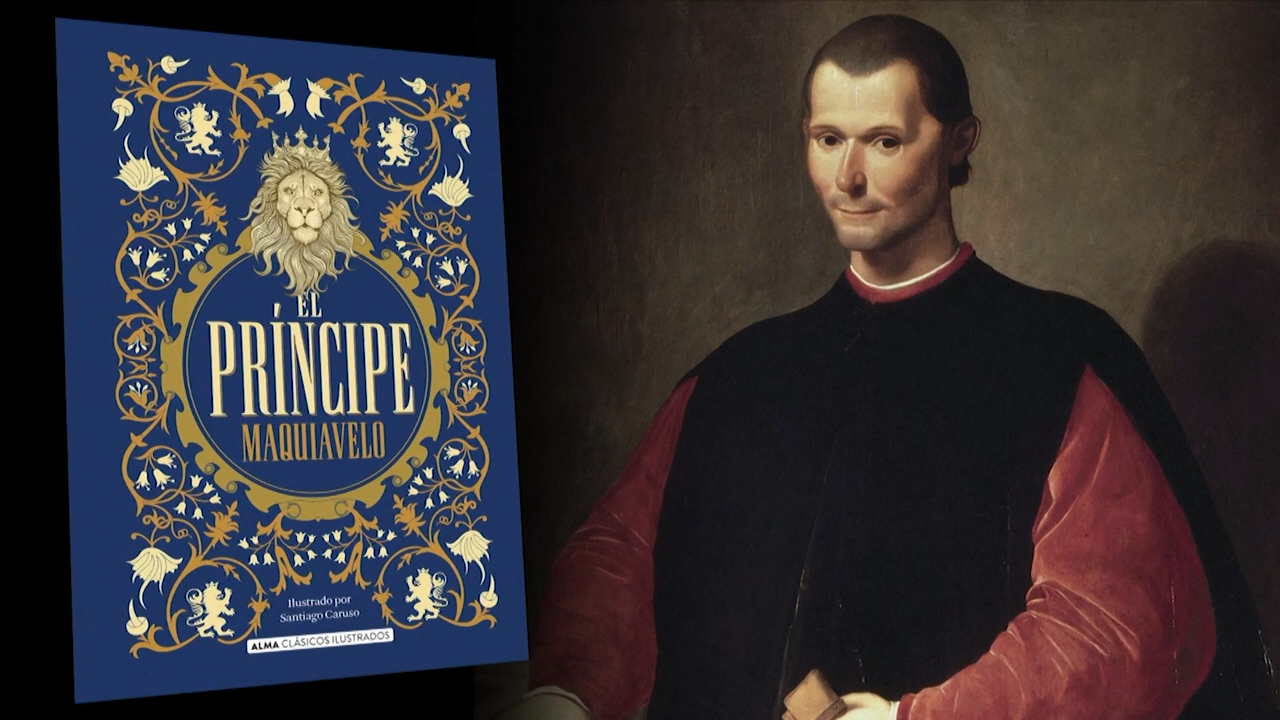 EL
PRÍNCIPE
MAQUIAVELO
Ilustrado por
Santiago Caruso
ALMA CLÁSICOS ILUSTRADOS